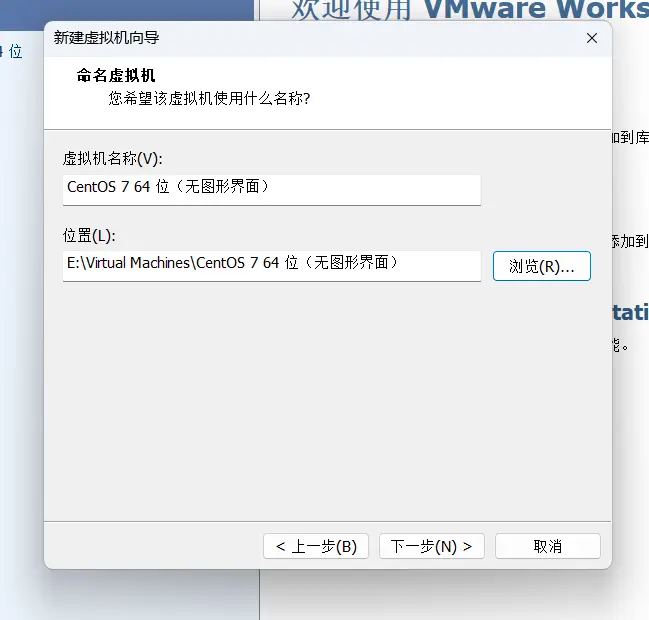 欢迎使用 VMware Works
新建虚拟机向导
位
命名虚拟机
您希望该虚拟机使用什么名称?
加到库
虚拟机名称(V):
CentOS 7 64 位（无图形界面）
位置(L):
添加到
E:\Virtual Machines\CentOS 7 64 位（无图形界面）
浏览(R)...
tati
能。
< 上一步(B)
下一步(N) >
取消